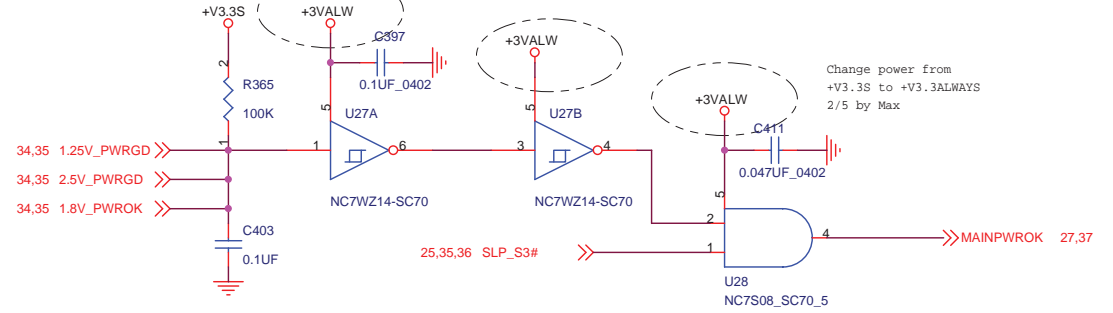 +V3.3S
+3VALW
C397
0.1UF_0402
+3VALW
+3VALW
Change power from
+V3.3S to +V3.3ALWAYS
2/5 by Max
2
R365
100K
1
5
U27A
1
6
NC7WZ14-SC70
5
U27B
3
4
NC7WZ14-SC70
C411
0.047UF_0402
34,35 1.25V_PWRGD
34,35 2.5V_PWRGD
34,35 1.8V_PWROK
C403
0.1UF
25,35,36 SLP_S3#
5
2
1
4
U28
NC7S08_SC70_5
MAINPWROK 27,37